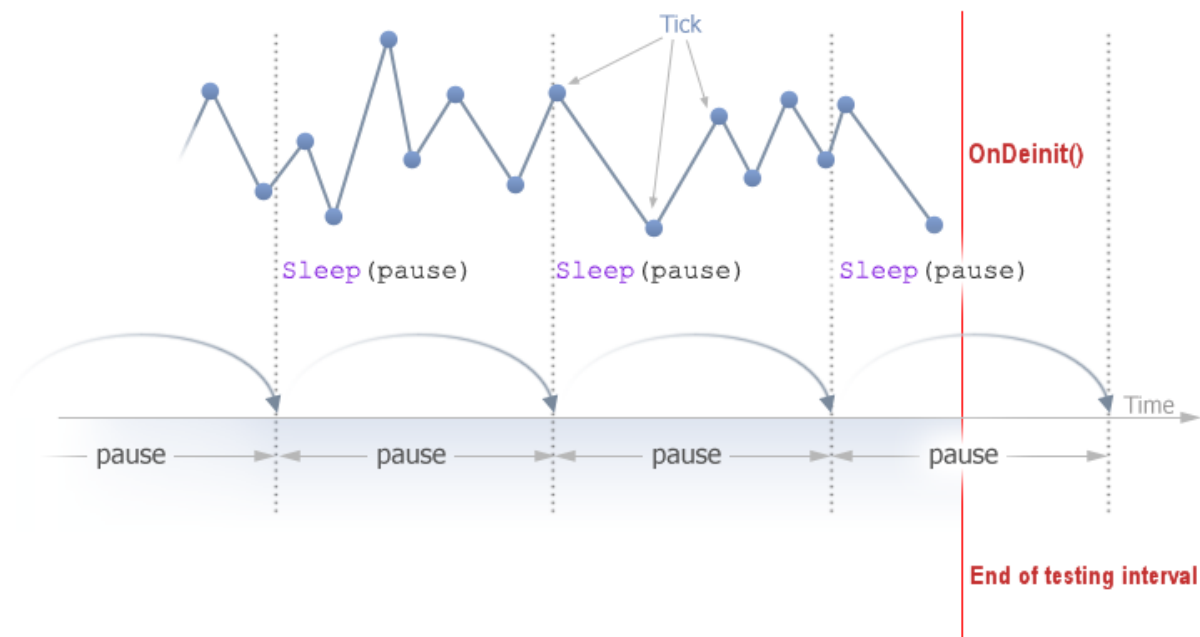 Tick
OnDeinit()
Sleep(pause) Sleep(pause) Sleep(pause)
Time
pause pause pause pause
End of testing interval